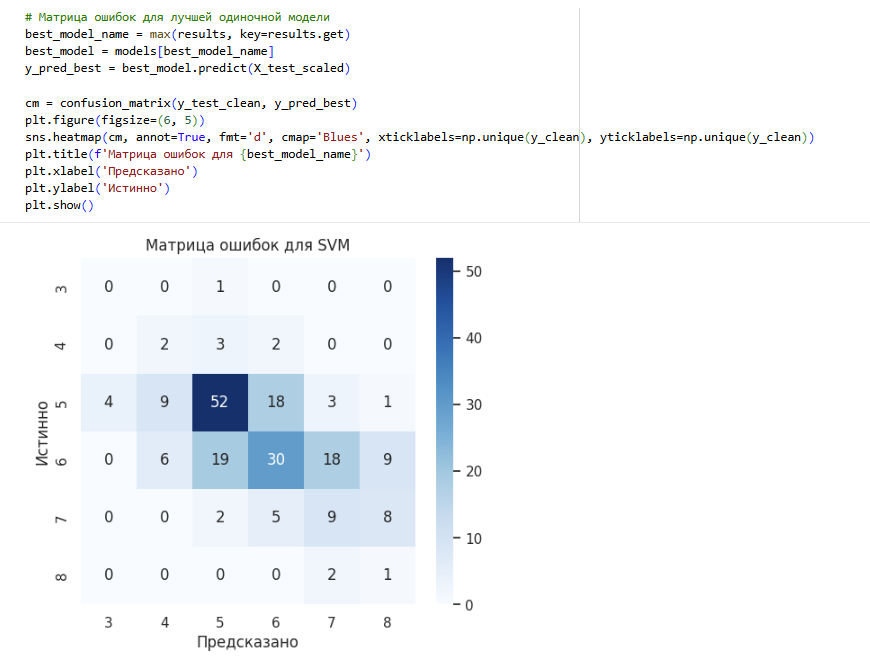 # Матрица ошибок для лучшей одиночной модели
best_model_name = max(results, key=results.get)
best_model = models[best_model_name]
y_pred_best = best_model.predict(X_test_scaled)
cm = confusion_matrix(y_test_clean, y_pred_best)
plt.figure(figsize=(6, 5))
sns.heatmap(cm, annot=True, fmt='d', cmap='Blues', xticklabels=np.unique(y_clean), yticklabels=np.unique(y_clean))
plt.title(f'Матрица ошибок для {best_model_name}')
plt.xlabel('Предсказано')
plt.ylabel('Истинно')
plt.show()
Матрица ошибок для SVM
3 0 0 1 0 0 0
4 0 2 3 2 0 0
5 4 9 52 18 3 1
6 0 6 19 30 18 9
7 0 0 2 5 9 8
8 0 0 0 0 2 1
3 4 5 6 7 8
Предсказано
Истинно
50
40
30
20
10
0